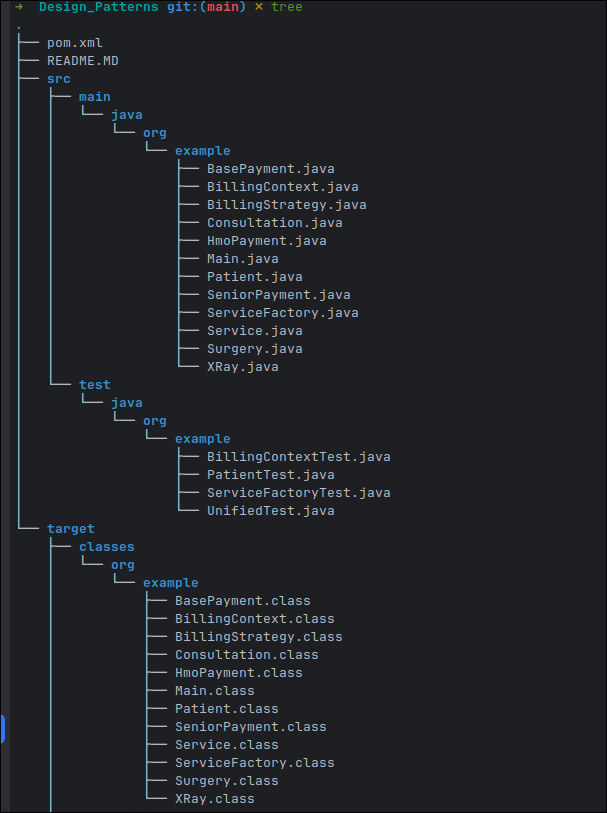 → Design_Patterns git:(main) × tree
.
├── pom.xml
├── README.MD
├── src
│   ├── main
│   │   └── java
│   │       └── org
│   │           └── example
│   │               ├── BasePayment.java
│   │               ├── BillingContext.java
│   │               ├── BillingStrategy.java
│   │               ├── Consultation.java
│   │               ├── HmoPayment.java
│   │               ├── Main.java
│   │               ├── Patient.java
│   │               ├── SeniorPayment.java
│   │               ├── ServiceFactory.java
│   │               ├── Service.java
│   │               ├── Surgery.java
│   │               └── XRay.java
│   └── test
│       └── java
│           └── org
│               └── example
│                   ├── BillingContextTest.java
│                   ├── PatientTest.java
│                   ├── ServiceFactoryTest.java
│                   └── UnifiedTest.java
└── target
    ├── classes
    │   └── org
    │       └── example
    │           ├── BasePayment.class
    │           ├── BillingContext.class
    │           ├── BillingStrategy.class
    │           ├── Consultation.class
    │           ├── HmoPayment.class
    │           ├── Main.class
    │           ├── Patient.class
    │           ├── SeniorPayment.class
    │           ├── Service.class
    │           ├── ServiceFactory.class
    │           ├── Surgery.class
    │           └── XRay.class